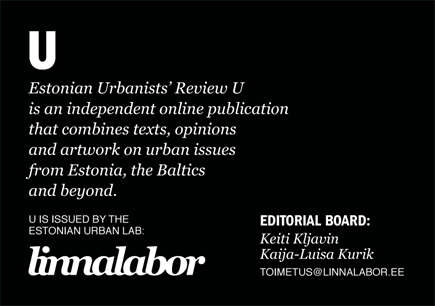 U
Estonian Urbanists’ Review U
is an independent online publication
that combines texts, opinions
and artwork on urban issues
from Estonia, the Baltics
and beyond.
U IS ISSUED BY THE
ESTONIAN URBAN LAB:
linnalabor
EDITORIAL BOARD:
Keiti Kljavin
Kaija-Luisa Kurik
TOIMETUS@LINNALABOR.EE